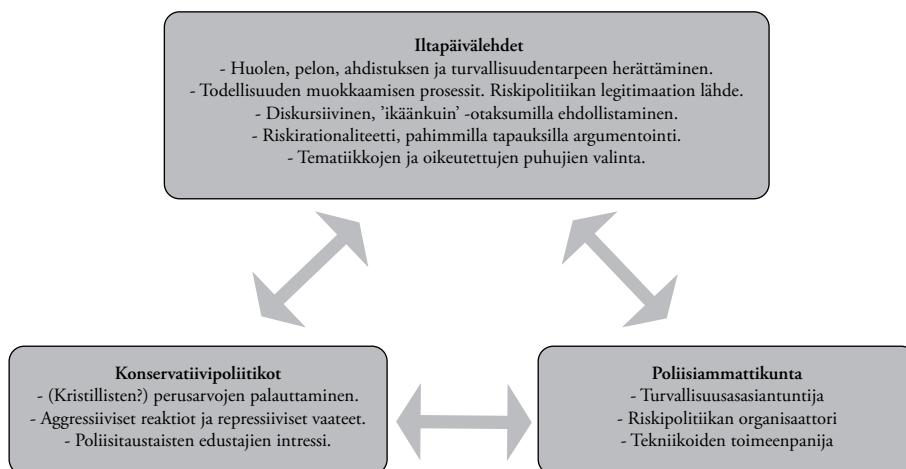 Iltapäivälehdet
- Huolen, pelon, ahdistuksen ja turvallisuudentarpeen herättäminen.
- Todellisuuden muokkaamisen prosessit. Riskipolitiikan legitimaation lähde.
- Diskursiivinen, ’ikäänkuin’ -otaksumilla ehdollistaminen.
- Riskirationaliteetti, pahimmilla tapauksilla argumentointi.
- Tematiikkojen ja oikeutettujen puhujien valinta.
Konservatiivipoliitikot
- (Kristillisten?) perusarvojen palauttaminen.
- Aggressiiviset reaktiot ja repressiiviset vaateet.
- Poliisitaustaisten edustajien intressi.
Poliisiammattikunta
- Turvallisuusasasiantuntija
- Riskipolitiikan organisaattori
- Tekniikoiden toimeenpanija